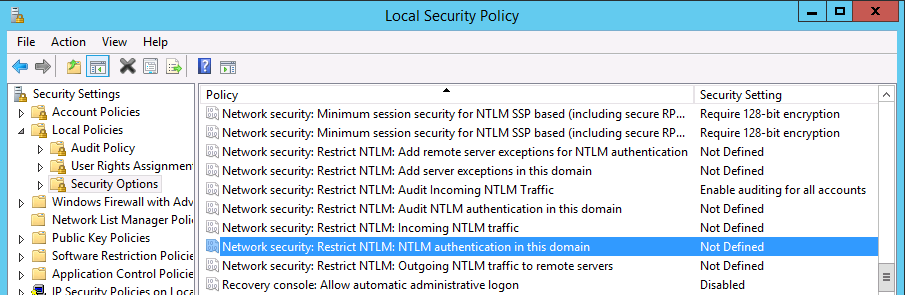 Local Security Policy
File Action View Help
Security Settings
Account Policies
Local Policies
Audit Policy
User Rights Assignmen
Security Options
Windows Firewall with Adv
Network List Manager Polic
Public Key Policies
Software Restriction Policie
Application Control Policie
IP Security Policies on Loca
Policy Security Setting
Network security: Minimum session security for NTLM SSP based (including secure RP... Require 128-bit encryption
Network security: Minimum session security for NTLM SSP based (including secure RP... Require 128-bit encryption
Network security: Restrict NTLM: Add remote server exceptions for NTLM authentication Not Defined
Network security: Restrict NTLM: Add server exceptions in this domain Not Defined
Network security: Restrict NTLM: Audit Incoming NTLM Traffic Enable auditing for all accounts
Network security: Restrict NTLM: Audit NTLM authentication in this domain Not Defined
Network security: Restrict NTLM: Incoming NTLM traffic Not Defined
Network security: Restrict NTLM: NTLM authentication in this domain Not Defined
Network security: Restrict NTLM: Outgoing NTLM traffic to remote servers Not Defined
Recovery console: Allow automatic administrative logon Disabled